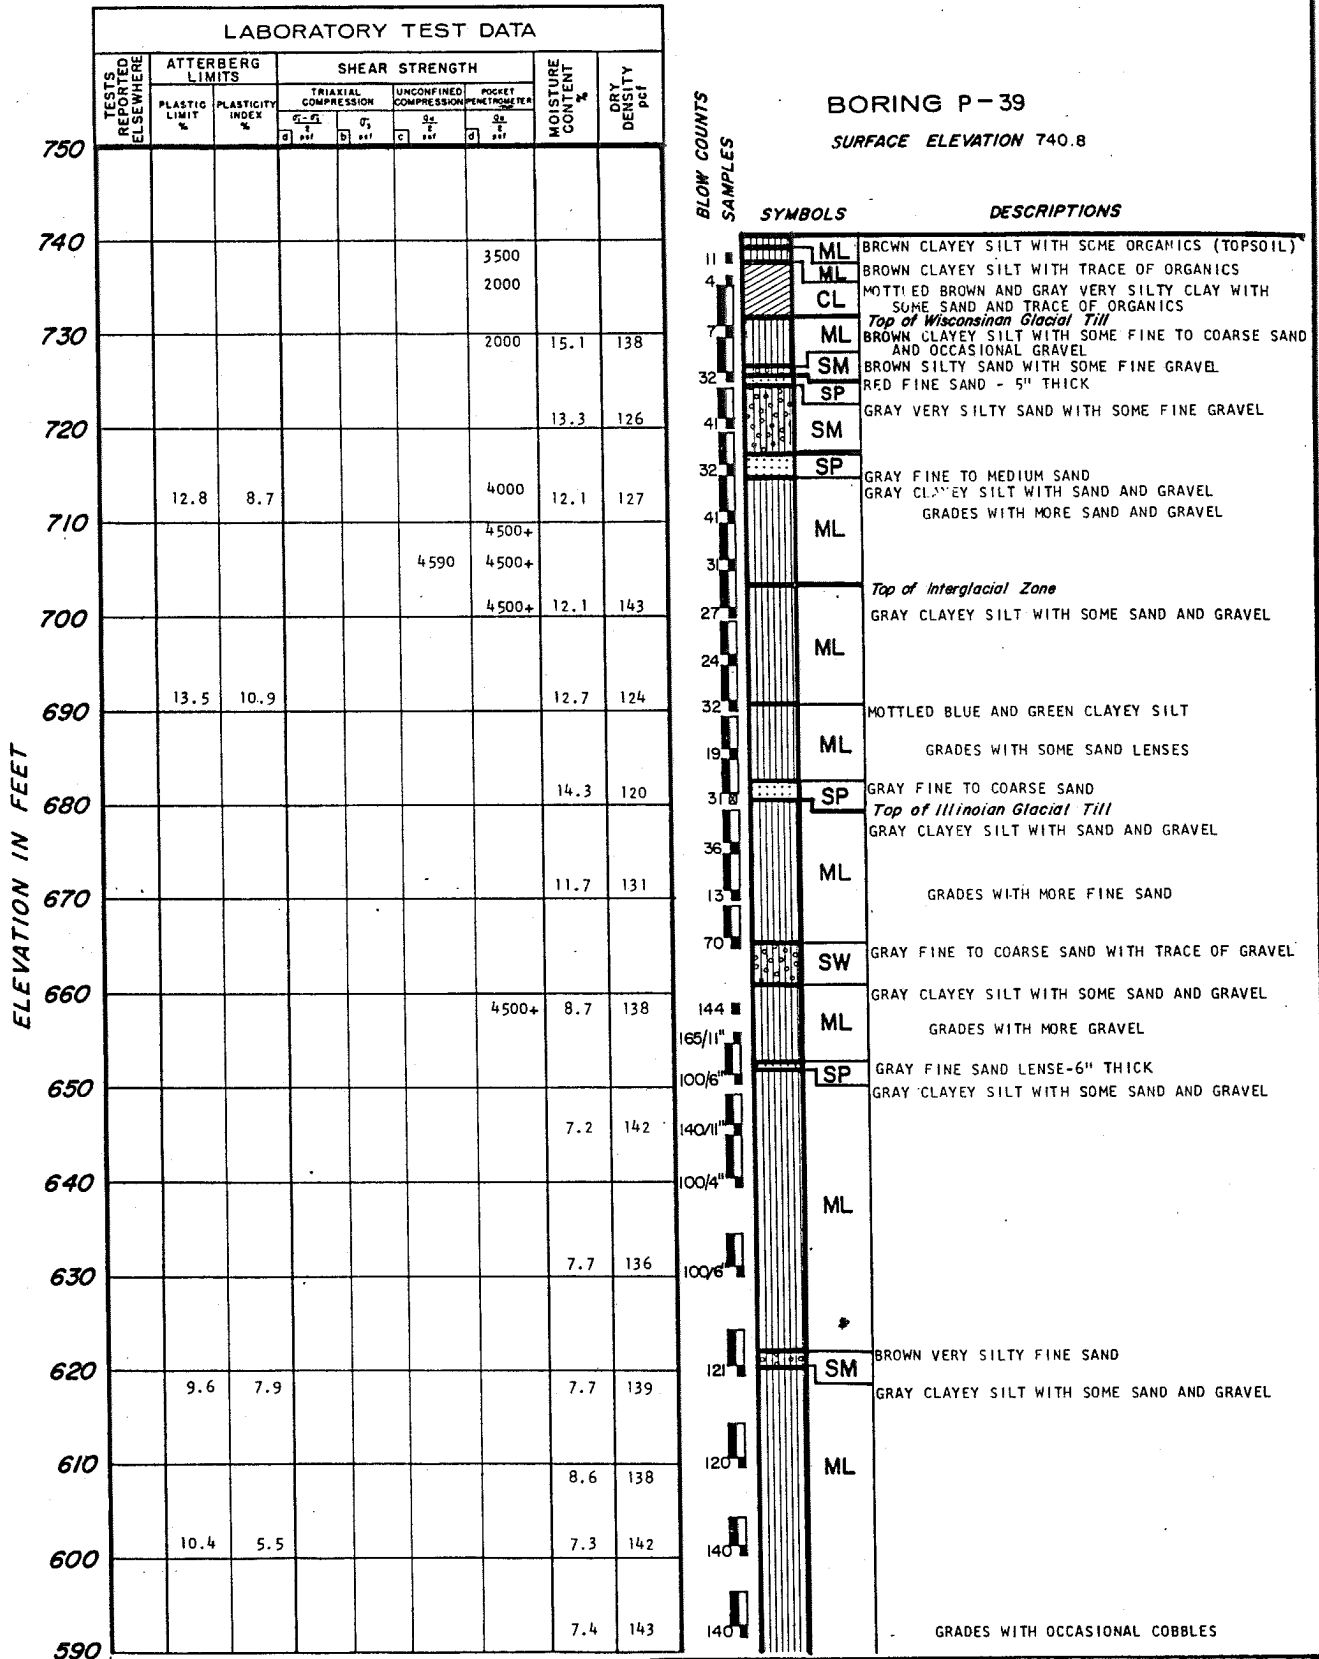 LABORATORY TEST DATA
TESTS REPORTED ELSEWHERE
ATTERBERG LIMITS
SHEAR STRENGTH
MOISTURE CONTENT %
DRY DENSITY pcf
PLASTIC LIMIT %
PLASTICITY INDEX %
TRIAXIAL COMPRESSION
UNCONFINED COMPRESSION
POCKET PENETROMETER
a psf
b psf
c psf
d psf
BORING P-39
SURFACE ELEVATION 740.8
BLOW COUNTS
SAMPLES
SYMBOLS
DESCRIPTIONS
ELEVATION IN FEET
750
740
3500
2000
730
2000 15.1 138
13.3 126
720
12.8 8.7 4000 12.1 127
710
4500+
4590 4500+
4500+ 12.1 143
700
13.5 10.9 12.7 124
690
14.3 120
680
11.7 131
670
660
4500+ 8.7 138
650
7.2 142
640
7.7 136
630
620
9.6 7.9 7.7 139
610
8.6 138
10.4 5.5 7.3 142
600
7.4 143
590
ML BROWN CLAYEY SILT WITH SOME ORGANICS (TOPSOIL)
11
ML BROWN CLAYEY SILT WITH TRACE OF ORGANICS
4
CL MOTTLED BROWN AND GRAY VERY SILTY CLAY WITH
SOME SAND AND TRACE OF ORGANICS
Top of Wisconsinan Glacial Till
7 ML BROWN CLAYEY SILT WITH SOME FINE TO COARSE SAND
AND OCCASIONAL GRAVEL
SM BROWN SILTY SAND WITH SOME FINE GRAVEL
32
SP RED FINE SAND - 5" THICK
GRAY VERY SILTY SAND WITH SOME FINE GRAVEL
41 SM
32 SP
GRAY FINE TO MEDIUM SAND
GRAY CLAYEY SILT WITH SAND AND GRAVEL
41 GRADES WITH MORE SAND AND GRAVEL
ML
31
Top of Interglacial Zone
27 GRAY CLAYEY SILT WITH SOME SAND AND GRAVEL
ML
24
32
MOTTLED BLUE AND GREEN CLAYEY SILT
19 ML GRADES WITH SOME SAND LENSES
GRAY FINE TO COARSE SAND
31 SP
Top of Illinoian Glacial Till
GRAY CLAYEY SILT WITH SAND AND GRAVEL
36
ML
13 GRADES WITH MORE FINE SAND
70
SW GRAY FINE TO COARSE SAND WITH TRACE OF GRAVEL
GRAY CLAYEY SILT WITH SOME SAND AND GRAVEL
144
ML GRADES WITH MORE GRAVEL
165/11"
100/6" SP GRAY FINE SAND LENSE-6" THICK
GRAY CLAYEY SILT WITH SOME SAND AND GRAVEL
140/11"
100/4"
ML
100/6"
BROWN VERY SILTY FINE SAND
121 SM
GRAY CLAYEY SILT WITH SOME SAND AND GRAVEL
120 ML
140
140 GRADES WITH OCCASIONAL COBBLES